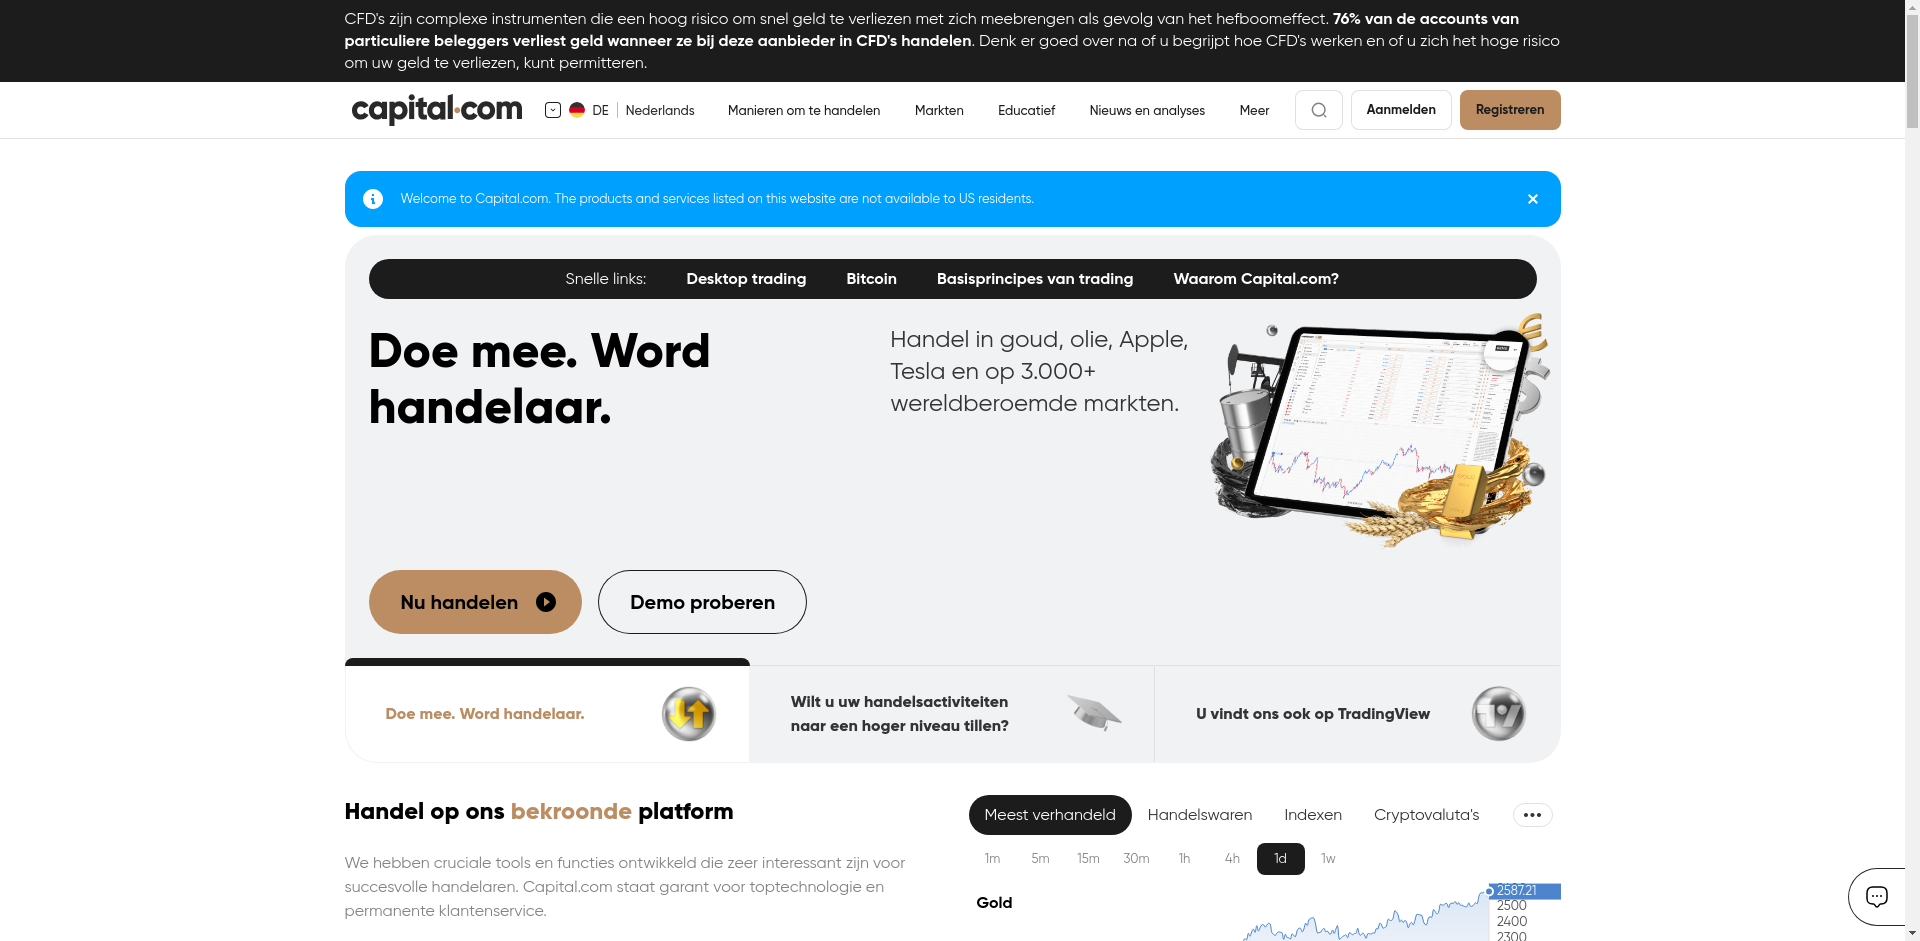 CFD's zijn complexe instrumenten die een hoog risico om snel geld te verliezen met zich meebrengen als gevolg van het hefboomeffect. 76% van de accounts van
particuliere beleggers verliest geld wanneer ze bij deze aanbieder in CFD's handelen. Denk er goed over na of u begrijpt hoe CFD's werken en of u zich het hoge risico
om uw geld te verliezen, kunt permitteren.
capital.com DE Nederlands Manieren om te handelen Markten Educatief Nieuws en analyses Meer Aanmelden Registreren
Welcome to Capital.com. The products and services listed on this website are not available to US residents.
Snelle links: Desktop trading Bitcoin Basisprincipes van trading Waarom Capital.com?
Doe mee. Word
handelaar.
Handel in goud, olie, Apple,
Tesla en op 3.000+
wereldberoemde markten.
Nu handelen Demo proberen
Doe mee. Word handelaar.
Wilt u uw handelsactiviteiten
naar een hoger niveau tillen?
U vindt ons ook op TradingView
Handel op ons bekroonde platform
We hebben cruciale tools en functies ontwikkeld die zeer interessant zijn voor
succesvolle handelaren. Capital.com staat garant voor toptechnologie en
permanente klantenservice.
Meest verhandeld Handelswaren Indexen Cryptovaluta's
1m 5m 15m 30m 1h 4h 1d 1w
Gold
2587.21
2500
2400
2300